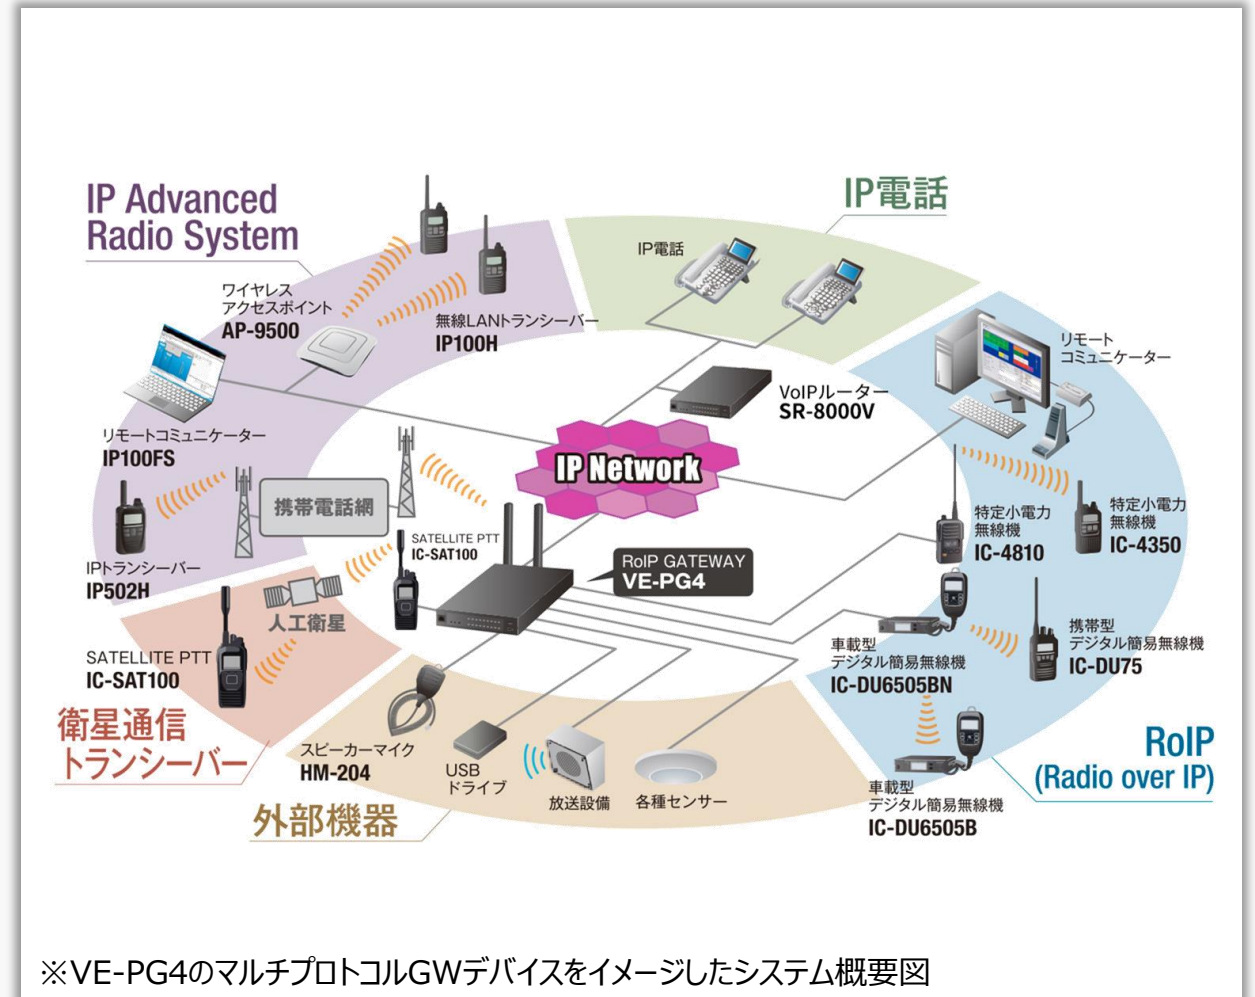 IP Advanced
Radio System
IP電話
IP電話
ワイヤレス
アクセスポイント
AP-9500
無線LANトランシーバー
IP100H
リモート
コミュニケーター
VoIPルーター
SR-8000V
リモートコミュニケーター
IP100FS
IP Network
携帯電話網
SATELLITE PTT
IC-SAT100
特定小電力
無線機
IC-4810
特定小電力
無線機
IC-4350
RoIP GATEWAY
VE-PG4
IPトランシーバー
IP502H
人工衛星
SATELLITE PTT
IC-SAT100
車載型
デジタル簡易無線機
IC-DU6505BN
携帯型
デジタル簡易無線機
IC-DU75
衛星通信
トランシーバー
スピーカーマイク
HM-204
USB
ドライブ
放送設備
各種センサー
車載型
デジタル簡易無線機
IC-DU6505B
RoIP
(Radio over IP)
外部機器
※VE-PG4のマルチプロトコルGWデバイスをイメージしたシステム概要図